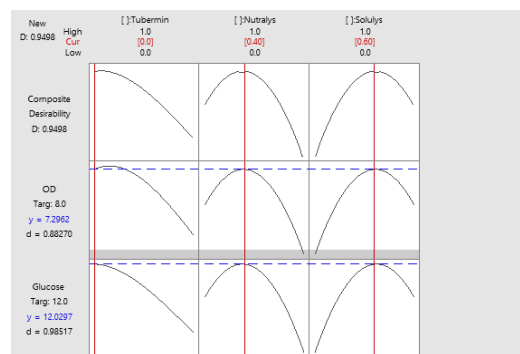 New
D: 0.9498
High
Cur
Low
[ ]:Tubermin
1.0
[0.0]
0.0
[ ]:Nutralys
1.0
[0.40]
0.0
[ ]:Solulys
1.0
[0.60]
0.0
Composite
Desirability
D: 0.9498
OD
Targ: 8.0
y = 7.2962
d = 0.88270
Glucose
Targ: 12.0
y = 12.0297
d = 0.98517